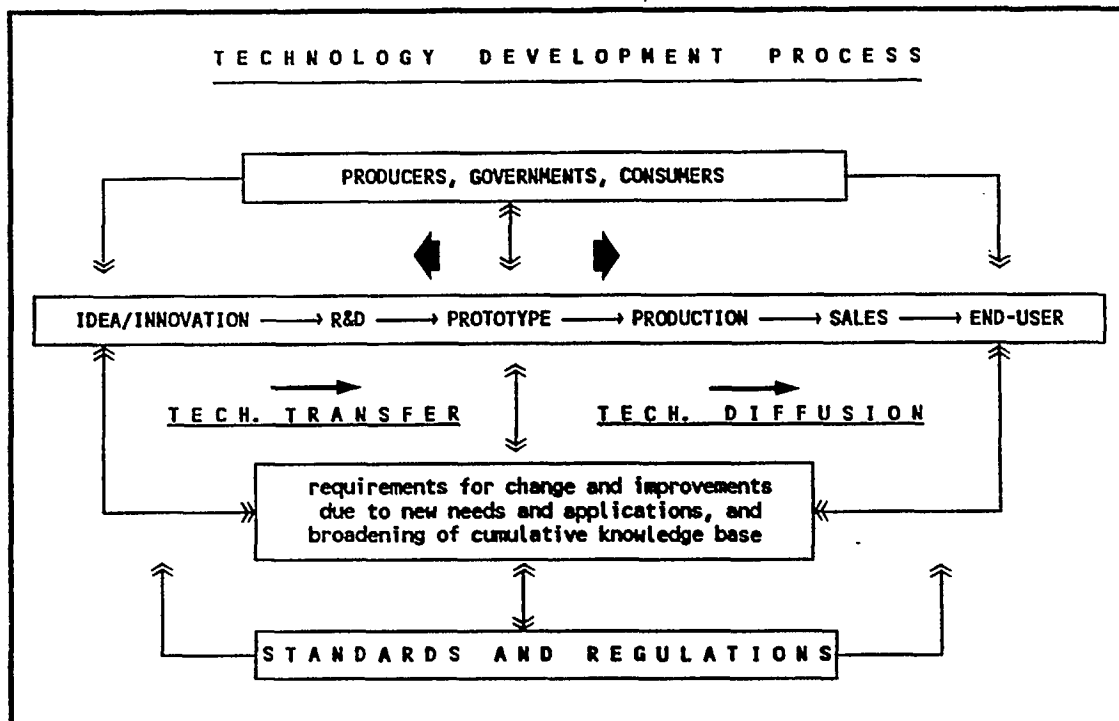 TECHNOLOGY DEVELOPMENT PROCESS
PRODUCERS, GOVERNMENTS, CONSUMERS
IDEA/INNOVATION → R&D → PROTOTYPE → PRODUCTION → SALES → END-USER
TECH. TRANSFER TECH. DIFFUSION
requirements for change and improvements
due to new needs and applications, and
broadening of cumulative knowledge base
STANDARDS AND REGULATIONS